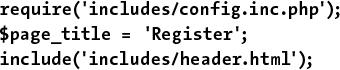 require('includes/config.inc.php');
$page_title = 'Register';
include('includes/header.html');